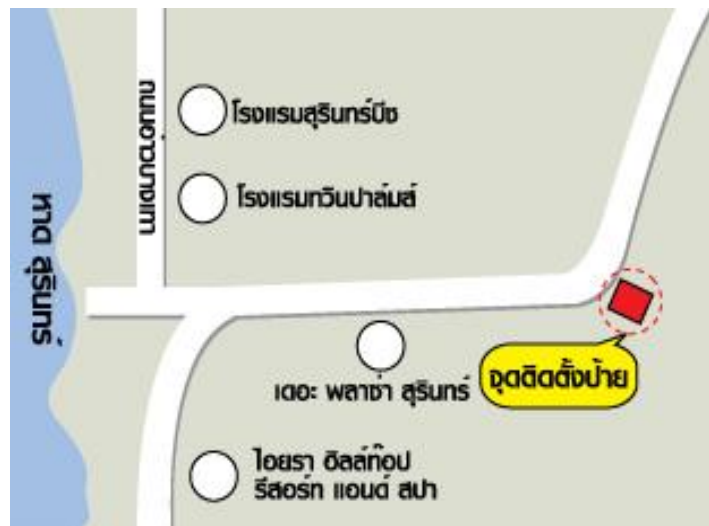 โรงแรมสุรินทร์บีช
โรงแรมทวินปาล์มส์
หาด สุรินทร์
เดอะ พลาซ่า สุรินทร์
จุดติดตั้งป้าย
ไอยรา ฮิลล์ท๊อป
รีสอร์ท แอนด์ สปา